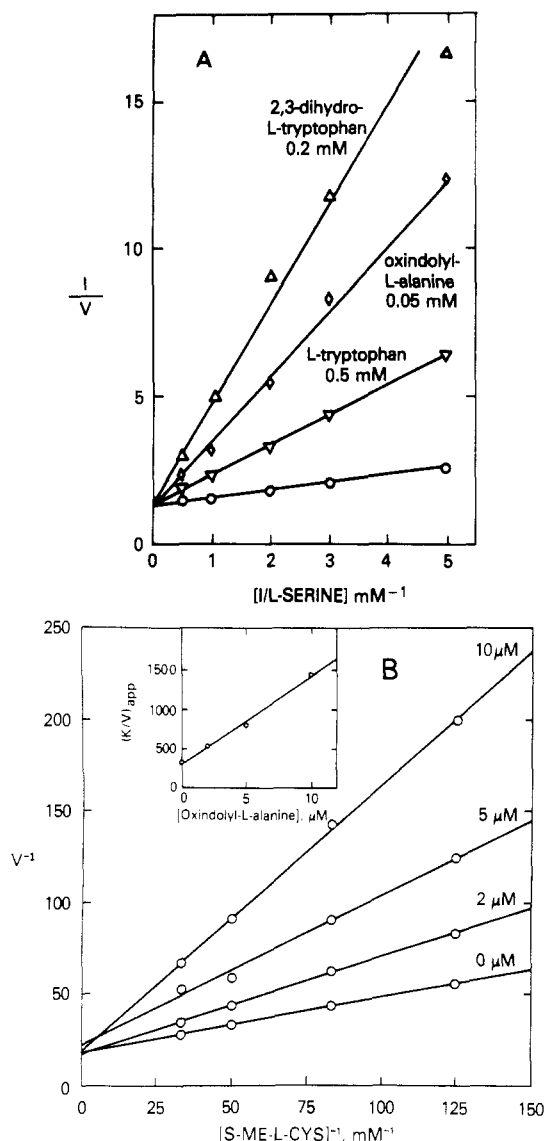 A
15
10
5
0
1
V
2,3-dihydro-
L-tryptophan
0.2 mM
oxindolyl-
L-alanine
0.05 mM
L-tryptophan
0.5 mM
0 1 2 3 4 5
[I/L-SERINE] mM⁻¹
B
250
200
150
100
50
0
V⁻¹
1500
1000
500
0
(K/V)app
0 5 10
[Oxindolyl-L-alanine], μM
10 μM
5 μM
2 μM
0 μM
0 25 50 75 100 125 150
[S-ME-L-CYS]⁻¹, mM⁻¹